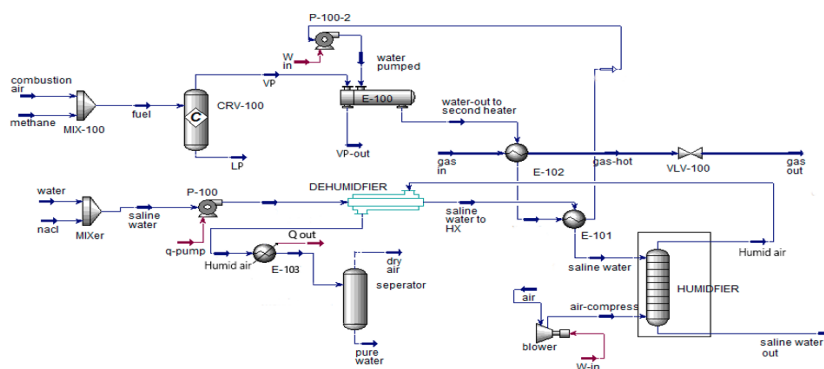 P-100-2
W
in
water
pumped
combustion
air
methane
MIX-100
fuel
VP
CRV-100
C
LP
E-100
VP-out
water-out to
second heater
gas
in
E-102
gas-hot
VLV-100
gas
out
water
nacl
MIXer
saline
water
P-100
q-pump
DEHUMIDFIER
saline
water to
HX
E-101
Humid air
Q out
E-103
dry
air
seperator
pure
water
saline water
Humid air
HUMIDFIER
air
air-compress
blower
W-in
saline water
out